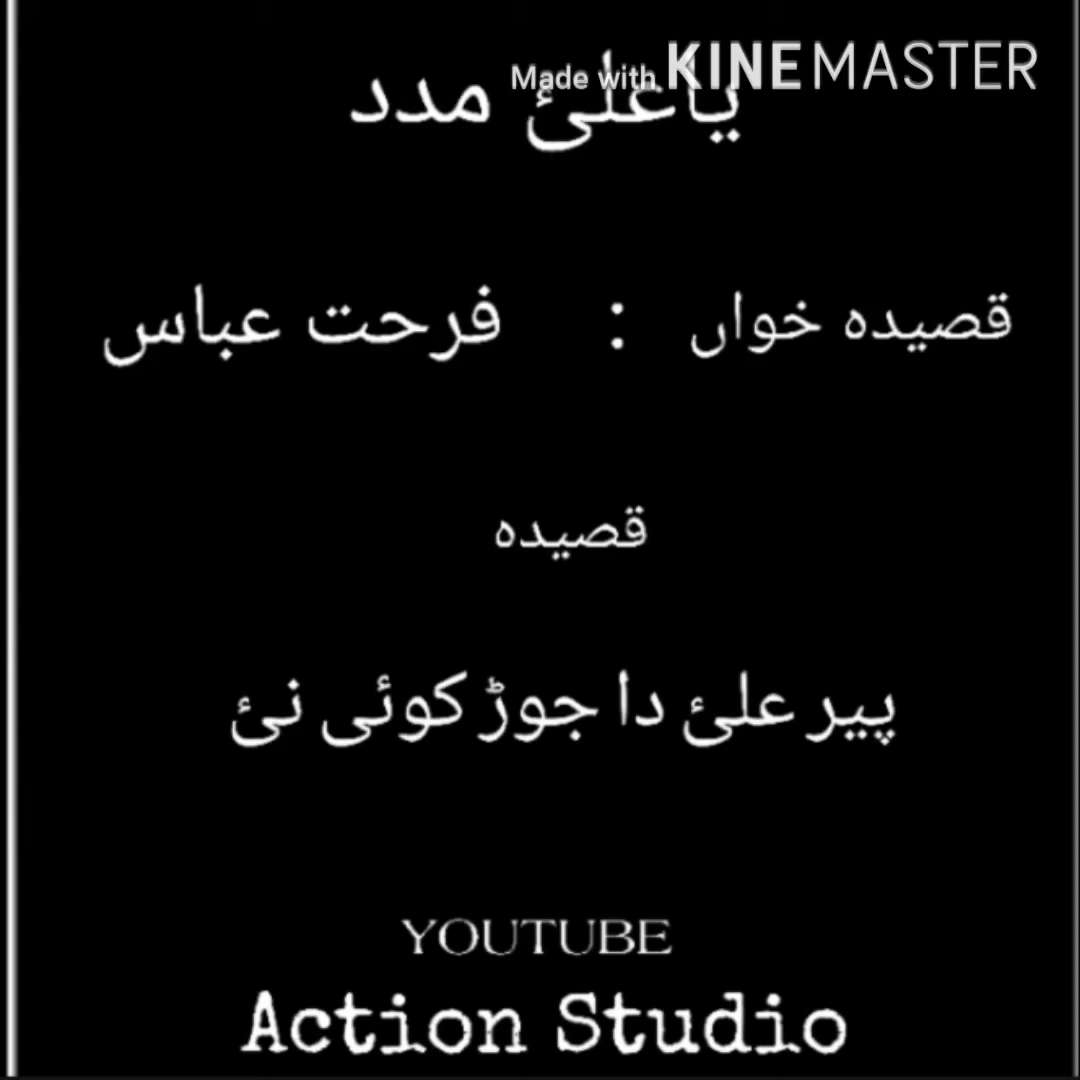 Made with KINEMASTER
یاعلیؑ مدد
قصیدہ خواں : فرحت عباس
قصیدہ
پیر علیؑ دا جوڑ کوئی نئ
YOUTUBE
Action Studio